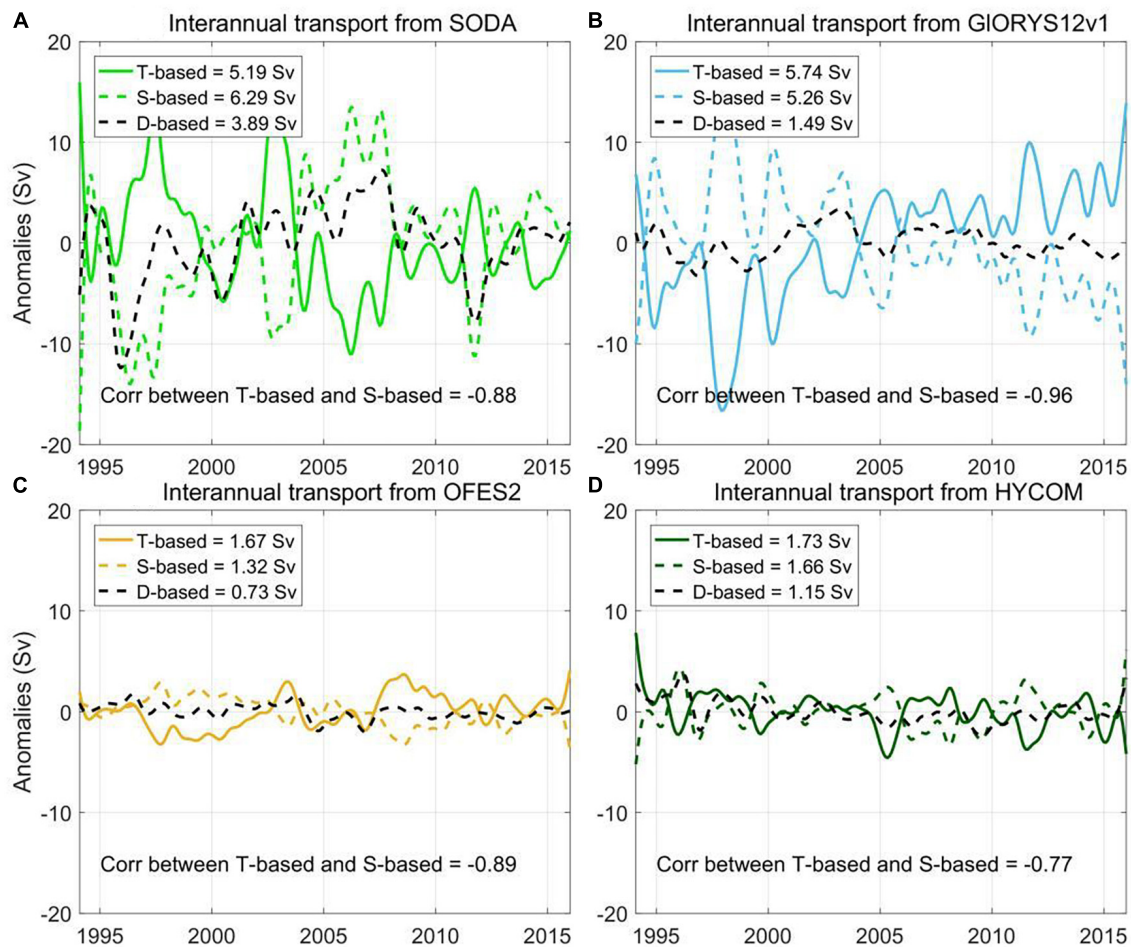 A
Interannual transport from SODA
T-based = 5.19 Sv
S-based = 6.29 Sv
D-based = 3.89 Sv
Corr between T-based and S-based = -0.88
Anomalies (Sv)
20
10
0
-10
-20
1995 2000 2005 2010 2015
B
Interannual transport from GlORYS12v1
T-based = 5.74 Sv
S-based = 5.26 Sv
D-based = 1.49 Sv
Corr between T-based and S-based = -0.96
20
10
0
-10
-20
1995 2000 2005 2010 2015
C
Interannual transport from OFES2
T-based = 1.67 Sv
S-based = 1.32 Sv
D-based = 0.73 Sv
Corr between T-based and S-based = -0.89
Anomalies (Sv)
20
10
0
-10
-20
1995 2000 2005 2010 2015
D
Interannual transport from HYCOM
T-based = 1.73 Sv
S-based = 1.66 Sv
D-based = 1.15 Sv
Corr between T-based and S-based = -0.77
20
10
0
-10
-20
1995 2000 2005 2010 2015